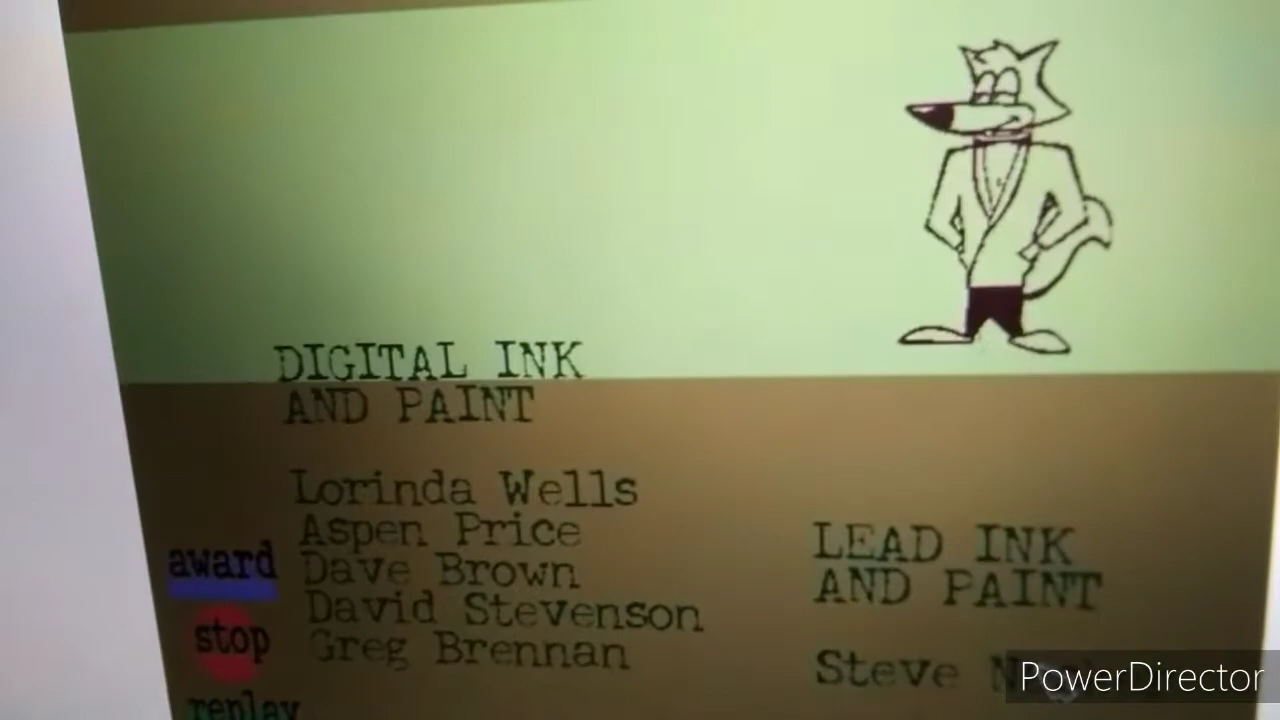 DIGITAL INK
AND PAINT
Lorinda Wells
Aspen Price
Dave Brown
David Stevenson
Greg Brennan
award
stop
replay
LEAD INK
AND PAINT
Steve
PowerDirector